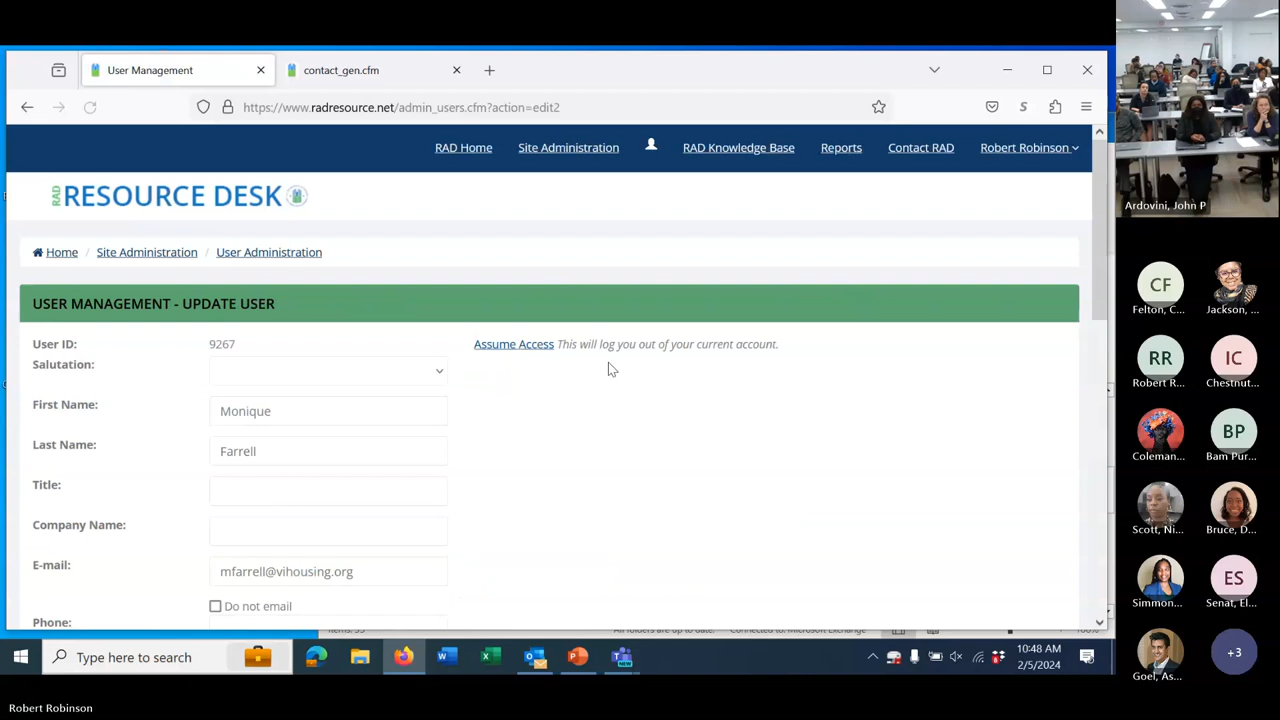 User Management
contact_gen.cfm
https://www.radresource.net/admin_users.cfm?action=edit2
RAD Home
Site Administration
RAD Knowledge Base
Reports
Contact RAD
Robert Robinson
RAD RESOURCE DESK
Home / Site Administration / User Administration
USER MANAGEMENT - UPDATE USER
User ID: 9267 Assume Access This will log you out of your current account.
Salutation:
First Name: Monique
Last Name: Farrell
Title:
Company Name:
E-mail: mfarrell@vihousing.org
Do not email
Phone:
Type here to search
10:48 AM
2/5/2024
Robert Robinson
Ardovini, John P
CF
Felton, C...
Jackson, ...
RR
Robert R...
IC
Chestnut...
Coleman...
BP
Bam Pur...
Scott, Ni...
Bruce, D...
Simmon...
ES
Senat, El...
Goel, As...
+3